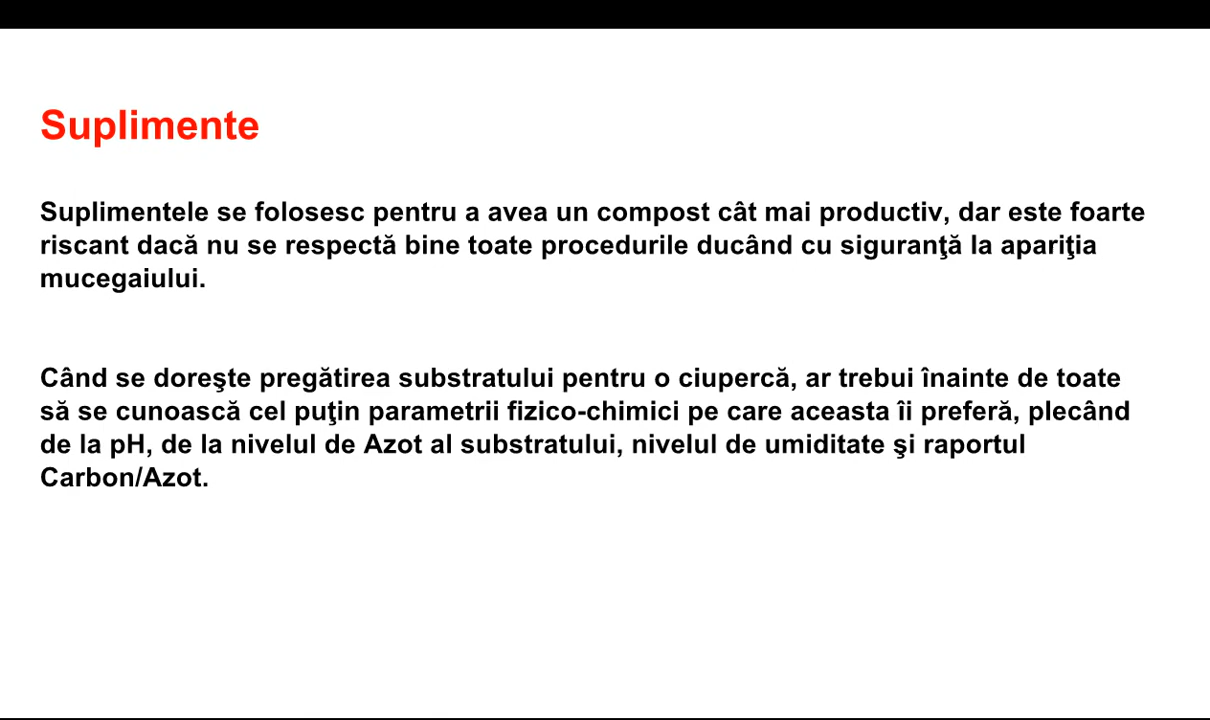 Suplimente
Suplimentele se folosesc pentru a avea un compost cât mai productiv, dar este foarte
riscant dacă nu se respectă bine toate procedurile ducând cu siguranţă la apariţia
mucegaiului.
Când se doreşte pregătirea substratului pentru o ciupercă, ar trebui înainte de toate
să se cunoască cel puţin parametrii fizico-chimici pe care aceasta îi preferă, plecând
de la pH, de la nivelul de Azot al substratului, nivelul de umiditate şi raportul
Carbon/Azot.